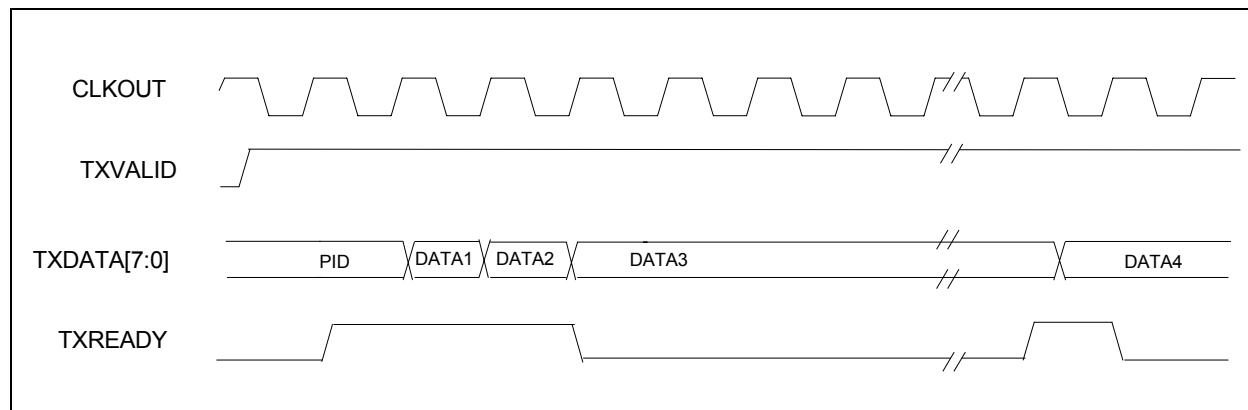 CLKOUT
TXVALID
TXDATA[7:0]
PID
DATA1
DATA2
DATA3
DATA4
TXREADY